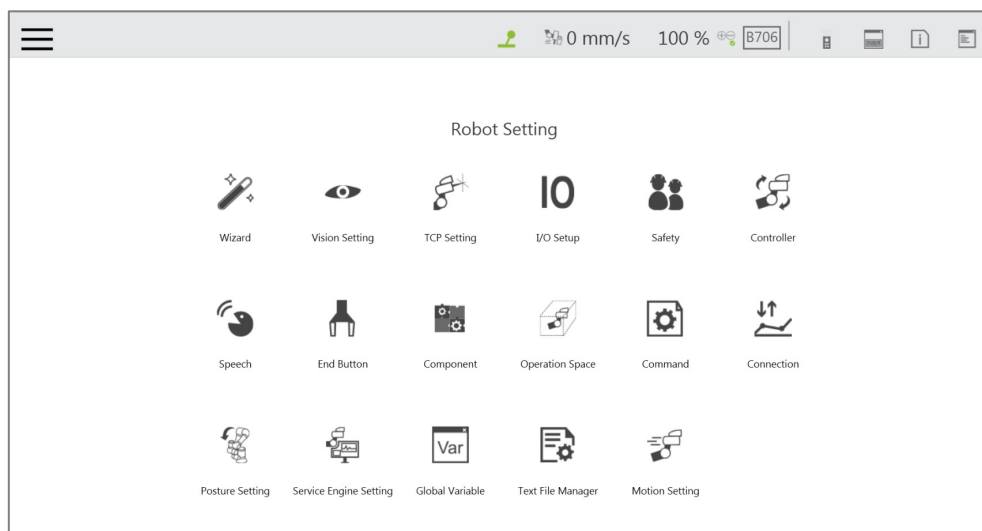 0 mm/s 100 % B706
Robot Setting
IO
Wizard Vision Setting TCP Setting I/O Setup Safety Controller
Speech End Button Component Operation Space Command Connection
Var
Posture Setting Service Engine Setting Global Variable Text File Manager Motion Setting